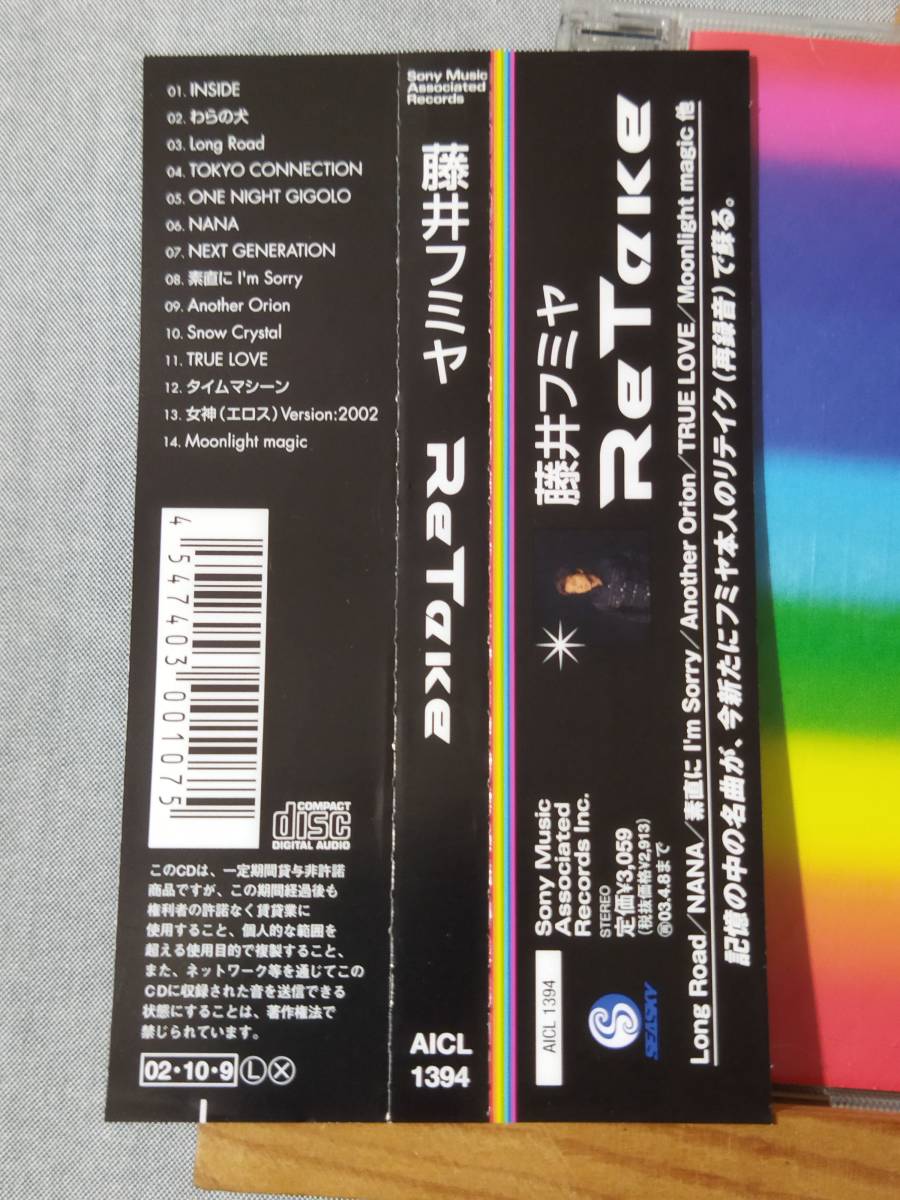 01. INSIDE
02. わらの犬
03. Long Road
04. TOKYO CONNECTION
05. ONE NIGHT GIGOLO
06. NANA
07. NEXT GENERATION
08. 素直に I'm Sorry
09. Another Orion
10. Snow Crystal
11. TRUE LOVE
12. タイムマシーン
13. 女神(エロス) Version:2002
14. Moonlight magic
4 547403 001075
COMPACT
disc
DIGITAL AUDIO
このCDは、一定期間貸与非許諾
商品ですが、この期間経過後も
権利者の許諾なく賃貸業に
使用すること、個人的な範囲を
超える使用目的で複製すること、
また、ネットワーク等を通じてこの
CDに収録された音を送信できる
状態にすることは、著作権法で
禁じられています。
02・10・9 L X
Sony Music
Associated
Records
藤井フミヤ ReTake
AICL
1394
藤井フミヤ
ReTake
Sony Music
Associated
Records Inc.
STEREO
定価¥3,059
(税抜価格¥2,913)
再03.4.8まで
AICL 1394
SEASKY
Long Road/NANA/素直に I'm Sorry/Another Orion/TRUE LOVE/Moonlight magic 他
記憶の中の名曲が、今新たにフミヤ本人のリテイク(再録音)で蘇る。